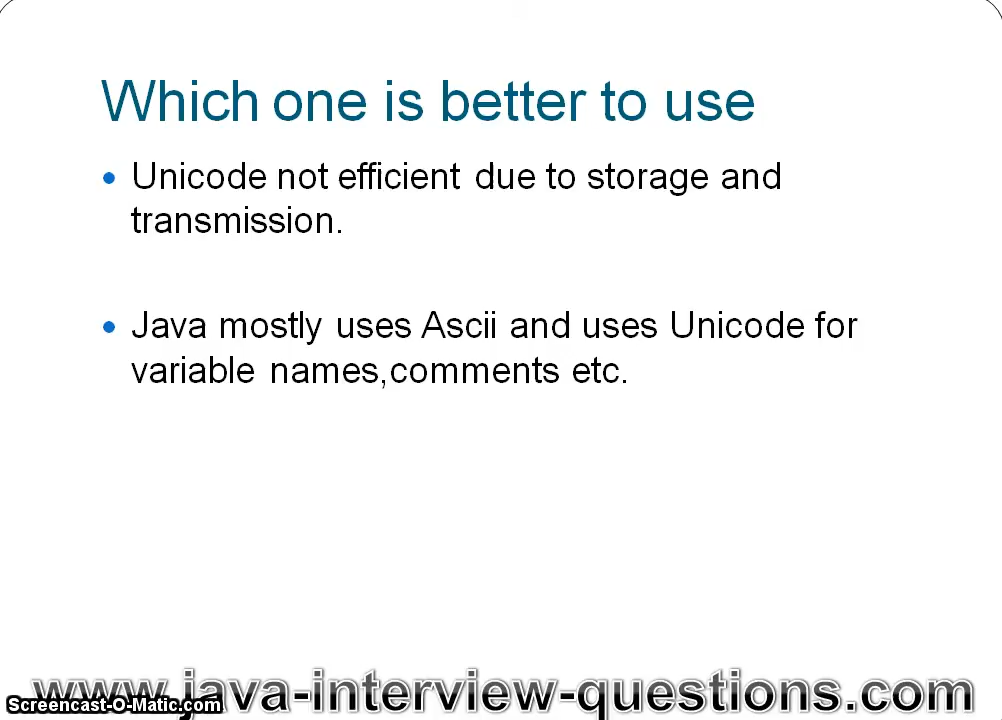 Which one is better to use
• Unicode not efficient due to storage and
transmission.
• Java mostly uses Ascii and uses Unicode for
variable names,comments etc.
www.java-interview-questions.com
Screencast-O-Matic.com